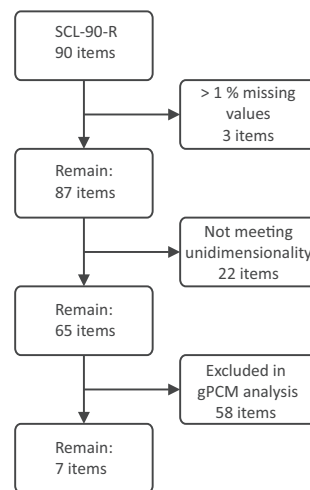 SCL-90-R
90 items
> 1 % missing
values
3 items
Remain:
87 items
Not meeting
unidimensionality
22 items
Remain:
65 items
Excluded in
gPCM analysis
58 items
Remain:
7 items